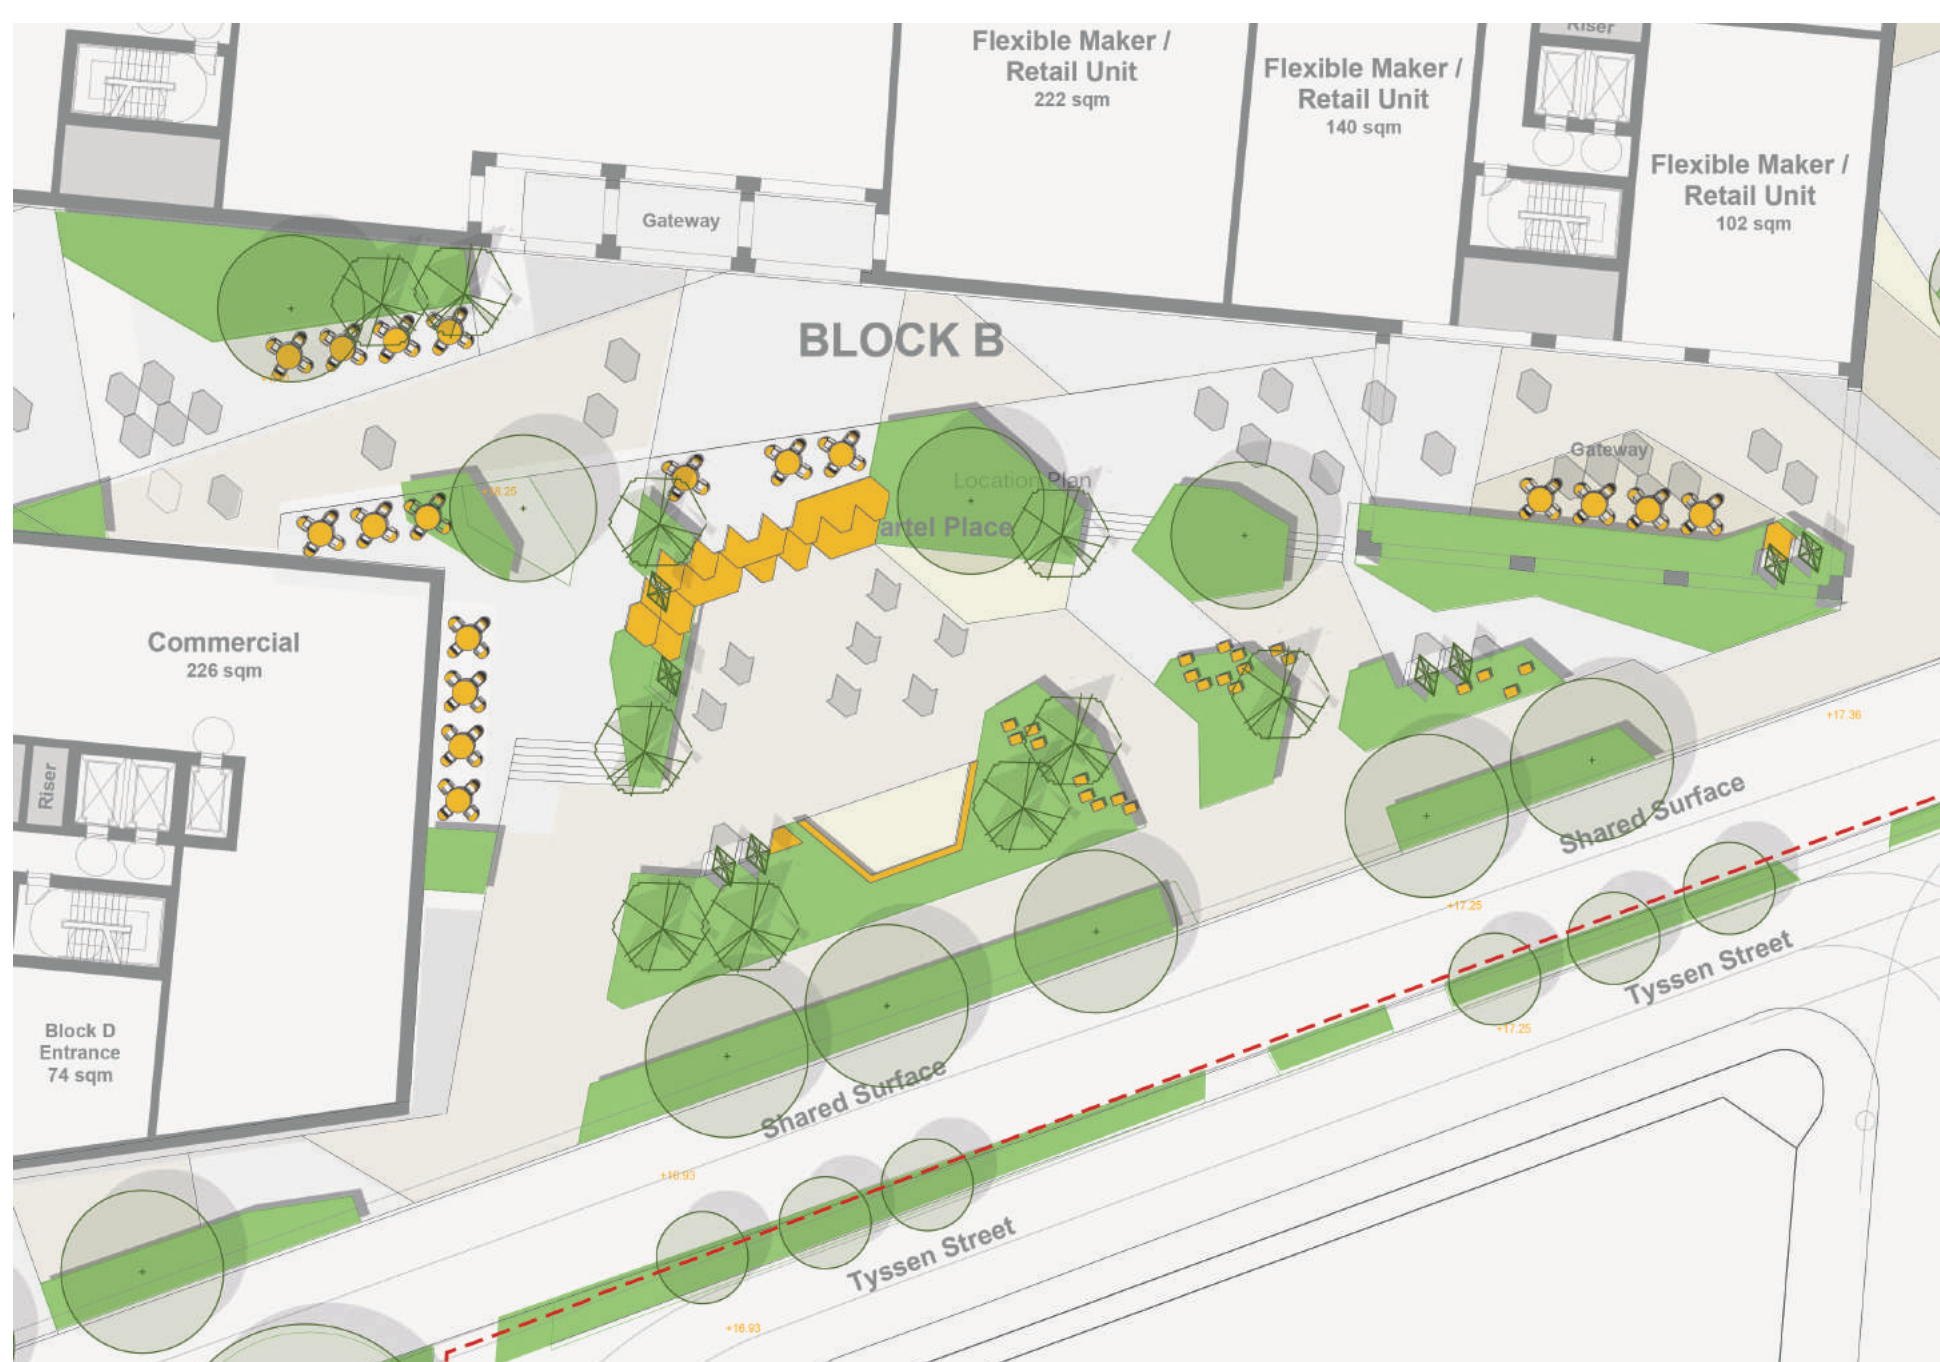 Flexible Maker /
Retail Unit
222 sqm
Flexible Maker /
Retail Unit
140 sqm
Riser
Flexible Maker /
Retail Unit
102 sqm
Gateway
BLOCK B
Gateway
Location Plan
artel Place
+18.25
Commercial
226 sqm
Riser
Block D
Entrance
74 sqm
+17.36
Shared Surface
+17.25
Tyssen Street
+17.25
Shared Surface
+16.93
Tyssen Street
+16.93